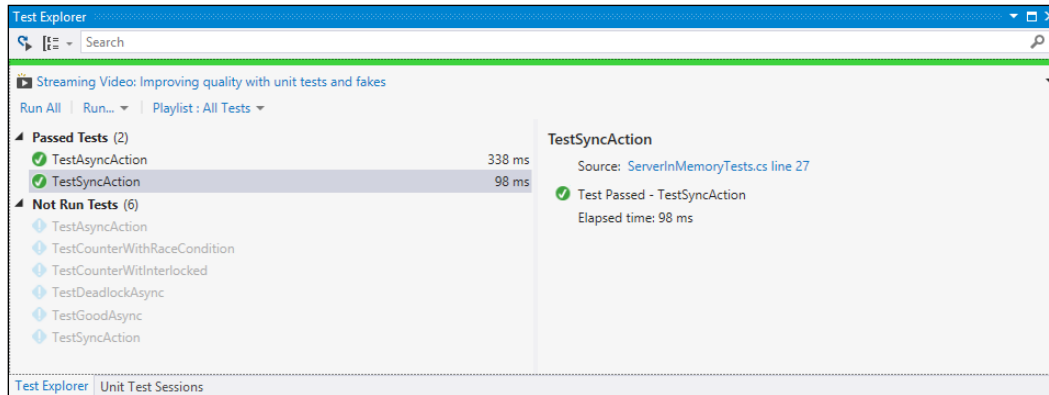 Test Explorer
Search
Streaming Video: Improving quality with unit tests and fakes
Run All | Run... | Playlist : All Tests
Passed Tests (2)
TestAsyncAction 338 ms
TestSyncAction 98 ms
Not Run Tests (6)
TestAsyncAction
TestCounterWithRaceCondition
TestCounterWitInterlocked
TestDeadlockAsync
TestGoodAsync
TestSyncAction
TestSyncAction
Source: ServerInMemoryTests.cs line 27
Test Passed - TestSyncAction
Elapsed time: 98 ms
Test Explorer Unit Test Sessions